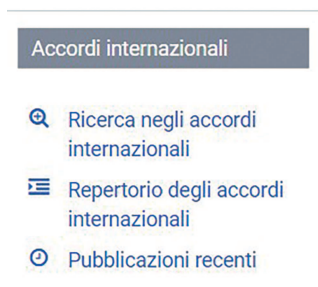 Accordi internazionali
Ricerca negli accordi
internazionali
Repertorio degli accordi
internazionali
Pubblicazioni recenti